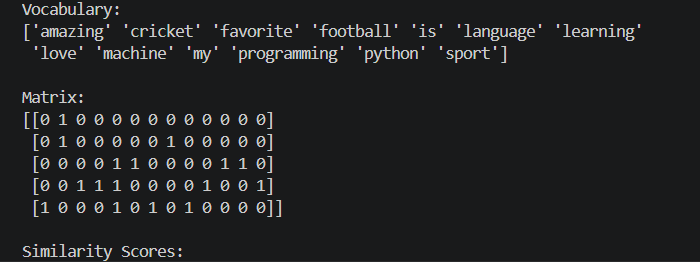 Vocabulary:
['amazing' 'cricket' 'favorite' 'football' 'is' 'language' 'learning'
 'love' 'machine' 'my' 'programming' 'python' 'sport']
Matrix:
[[0 1 0 0 0 0 0 0 0 0 0 0 0]
 [0 1 0 0 0 0 0 1 0 0 0 0 0]
 [0 0 0 0 1 1 0 0 0 0 1 1 0]
 [0 0 1 1 1 0 0 0 0 1 0 0 1]
 [1 0 0 0 1 0 1 0 1 0 0 0 0]]
Similarity Scores: